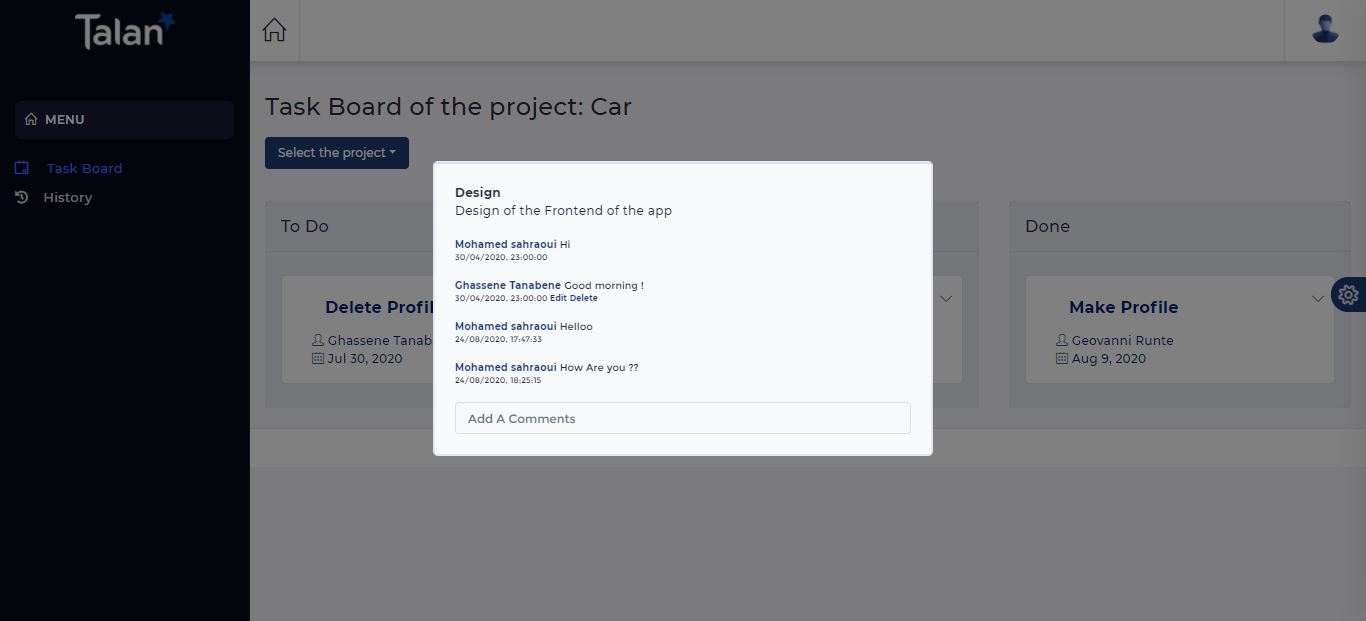 Talan
MENU
Task Board
History
Task Board of the project: Car
Select the project
To Do
Done
Delete Profil
Ghassene Tanab
Jul 30, 2020
Make Profile
Geovanni Runte
Aug 9, 2020
Design
Design of the Frontend of the app
Mohamed sahraoui Hi
30/04/2020, 23:00:00
Ghassene Tanabene Good morning !
30/04/2020, 23:00:00 Edit Delete
Mohamed sahraoui Helloo
24/08/2020, 17:47:33
Mohamed sahraoui How Are you ??
24/08/2020, 18:25:15
Add A Comments